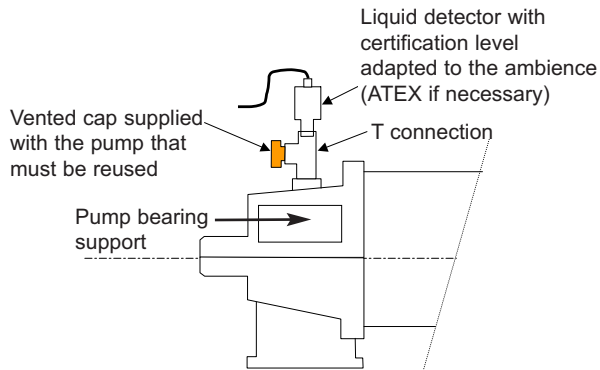 Liquid detector with
certification level
adapted to the ambience
(ATEX if necessary)
Vented cap supplied
with the pump that
must be reused
T connection
Pump bearing
support